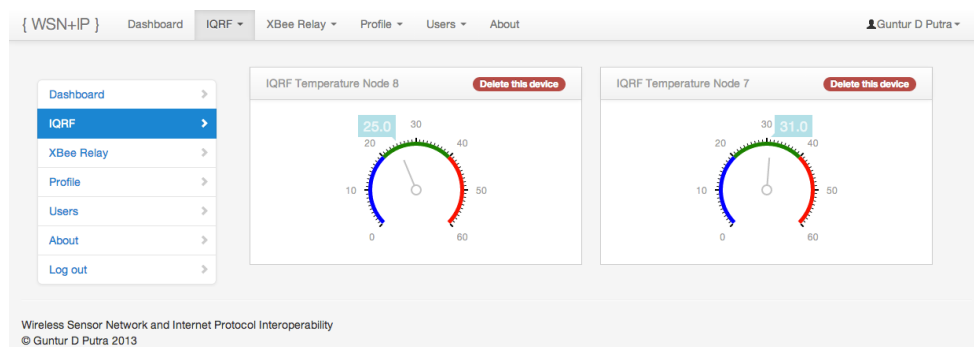 { WSN+IP } Dashboard IQRF XBee Relay Profile Users About Guntur D Putra
Dashboard
IQRF
XBee Relay
Profile
Users
About
Log out
IQRF Temperature Node 8 Delete this device
25.0
0 10 20 30 40 50 60
IQRF Temperature Node 7 Delete this device
31.0
0 10 20 30 40 50 60
Wireless Sensor Network and Internet Protocol Interoperability
© Guntur D Putra 2013